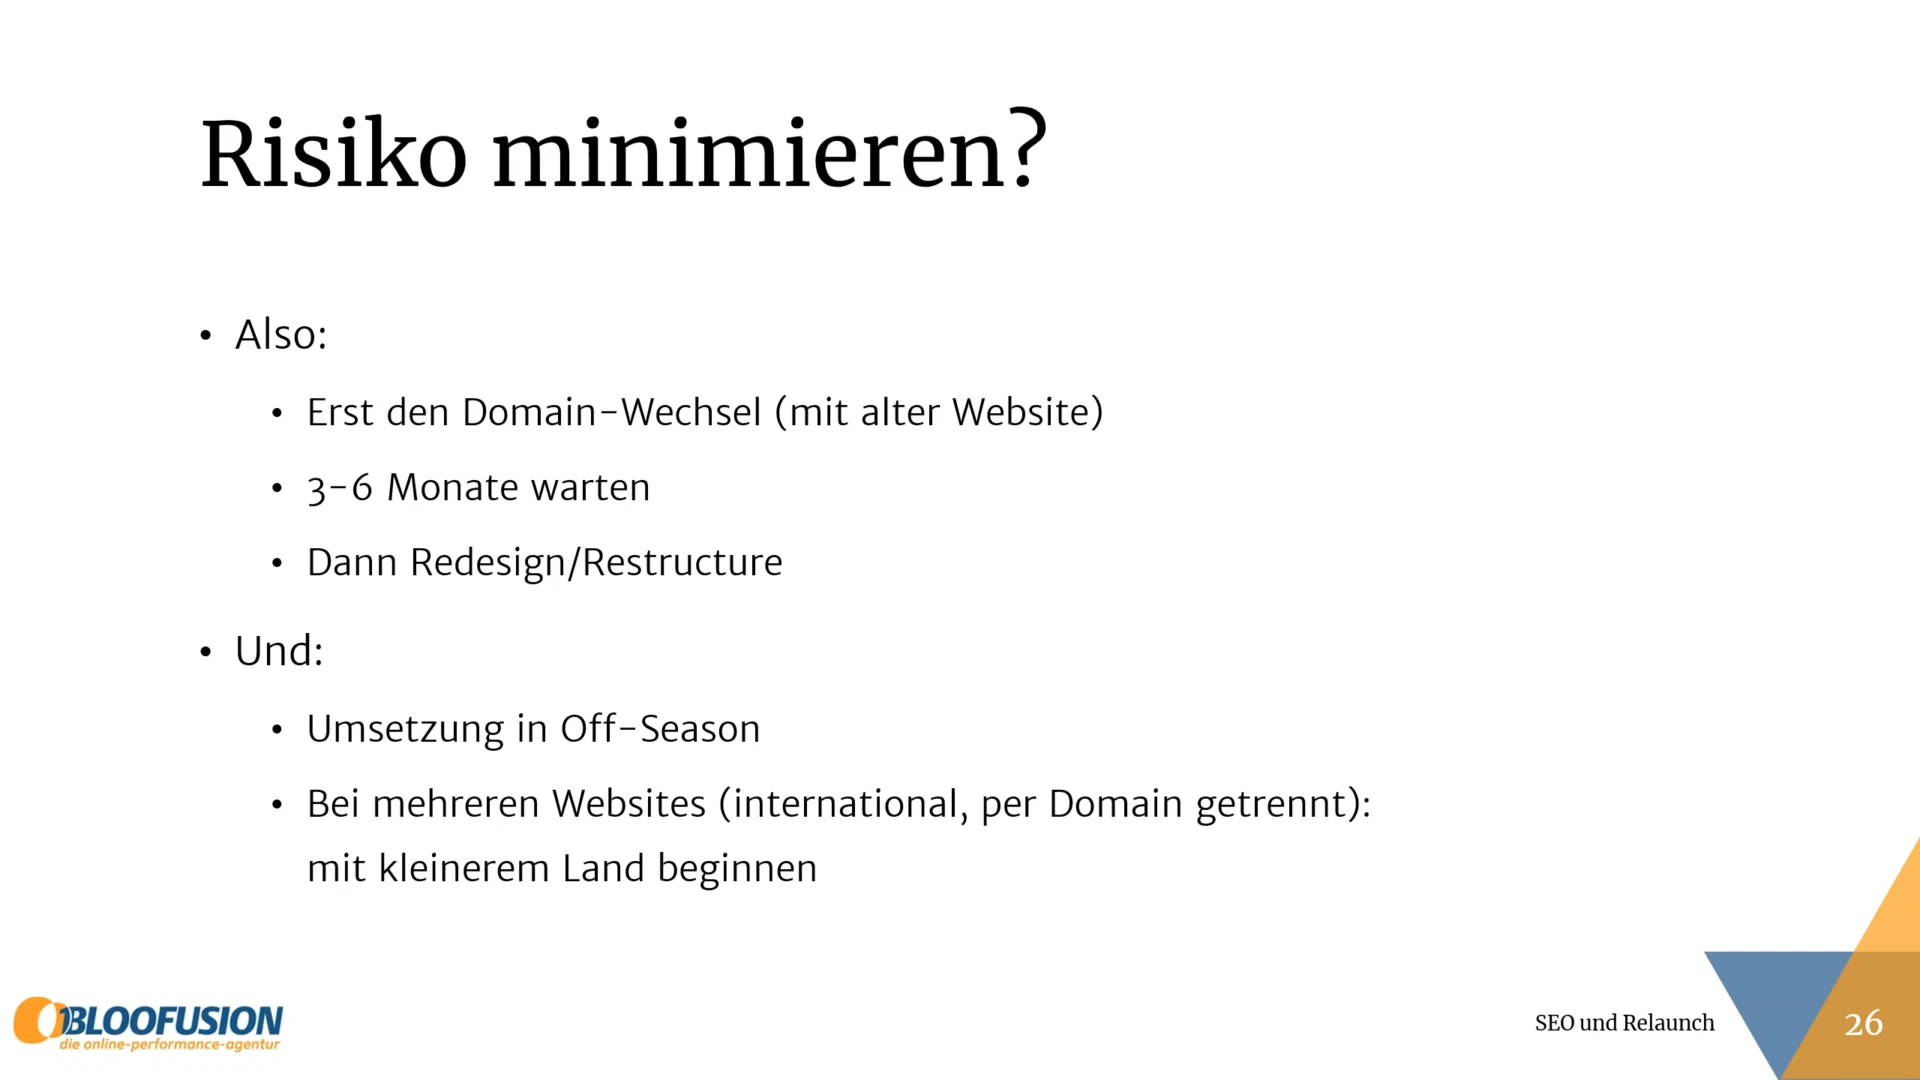 Risiko minimieren?
• Also:
• Erst den Domain-Wechsel (mit alter Website)
• 3-6 Monate warten
• Dann Redesign/Restructure
• Und:
• Umsetzung in Off-Season
• Bei mehreren Websites (international, per Domain getrennt):
mit kleinerem Land beginnen
BLOOFUSION
die online-performance-agentur
SEO und Relaunch
26